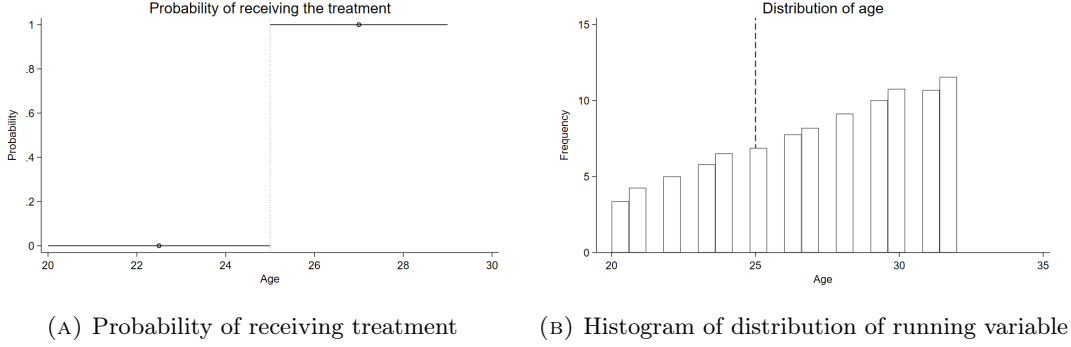 Probability of receiving the treatment
1
.8
.6
.4
.2
0
Probability
20
22
24
26
28
30
Age
(A) Probability of receiving treatment
Distribution of age
15
10
5
0
Frequency
20
25
30
35
Age
(B) Histogram of distribution of running variable